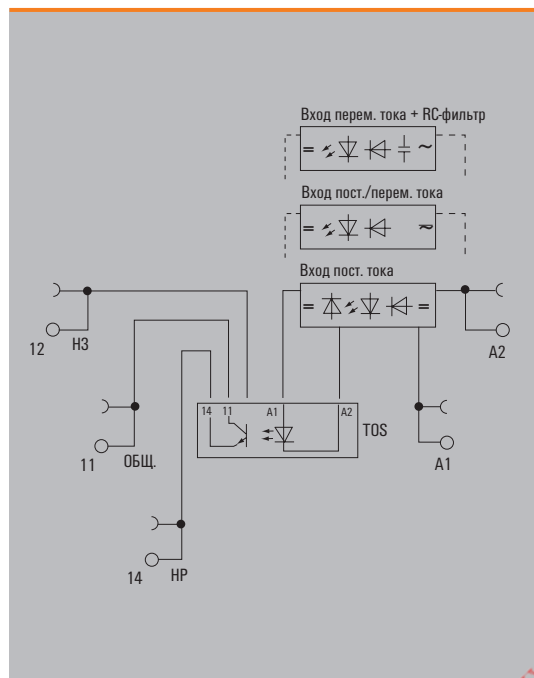 Вход перем. тока + RC-фильтр
= ~
Вход пост./перем. тока
=
Вход пост. тока
= =
12 НЗ
A2
14 11 A1 A2
TOS
11 ОБЩ.
A1
14 НР